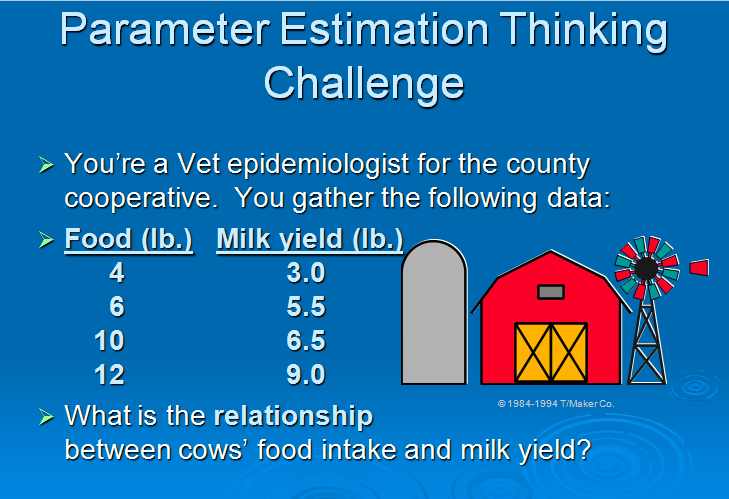 Parameter Estimation Thinking
Challenge
You’re a Vet epidemiologist for the county
cooperative.  You gather the following data:
Food (lb.)   Milk yield (lb.)
4   3.0
6   5.5
10   6.5
12   9.0
© 1984-1994 T/Maker Co.
What is the relationship
between cows’ food intake and milk yield?